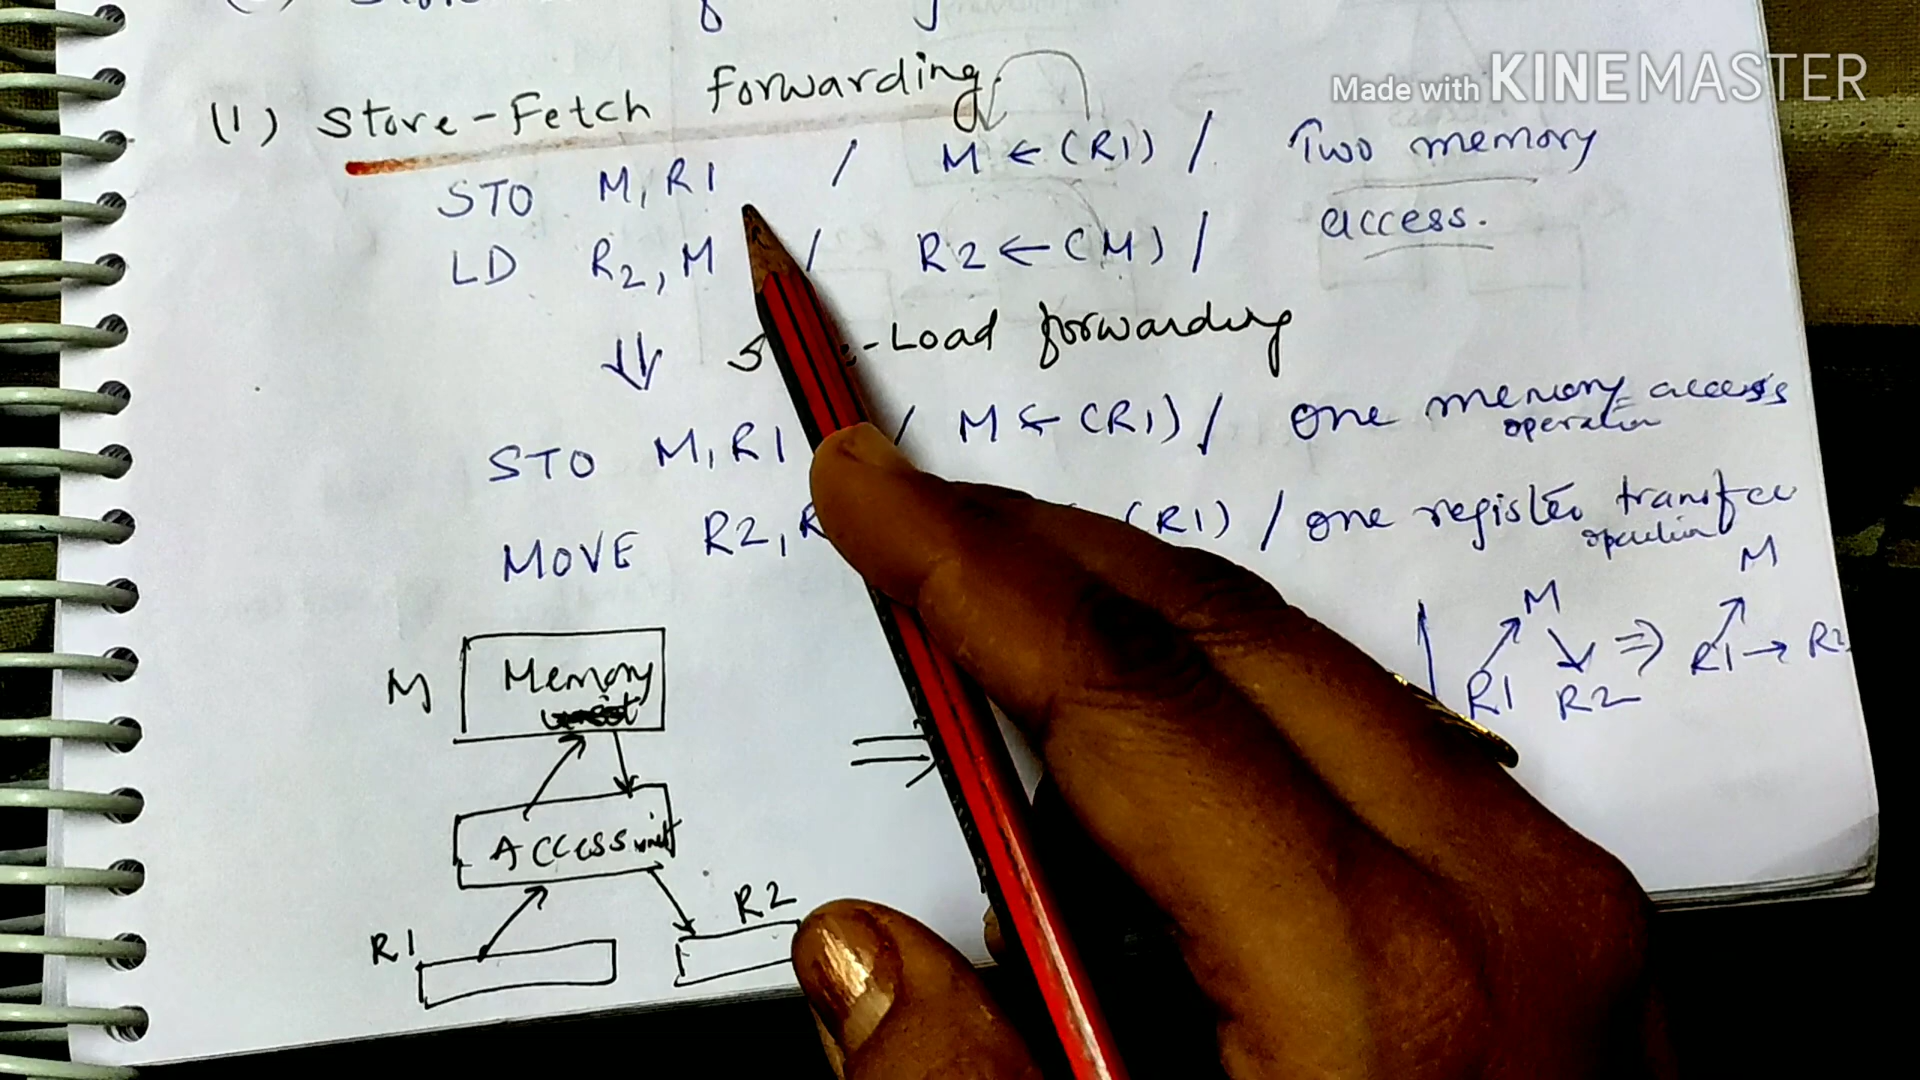 Made with KINEMASTER
(1) Store-Fetch Forwarding.
STO M, R1 / M ← (R1) / Two memory access.
LD R2, M / R2 ← (M) /
⇓ -Load forwarding
STO M, R1 / M ← (R1) / One memory access operation
MOVE R2, (R1) / one register transfer operation
M
M
R1 R2 ⇒ R1 → R2
M Memory unit
⇒
Access unit
R1 R2